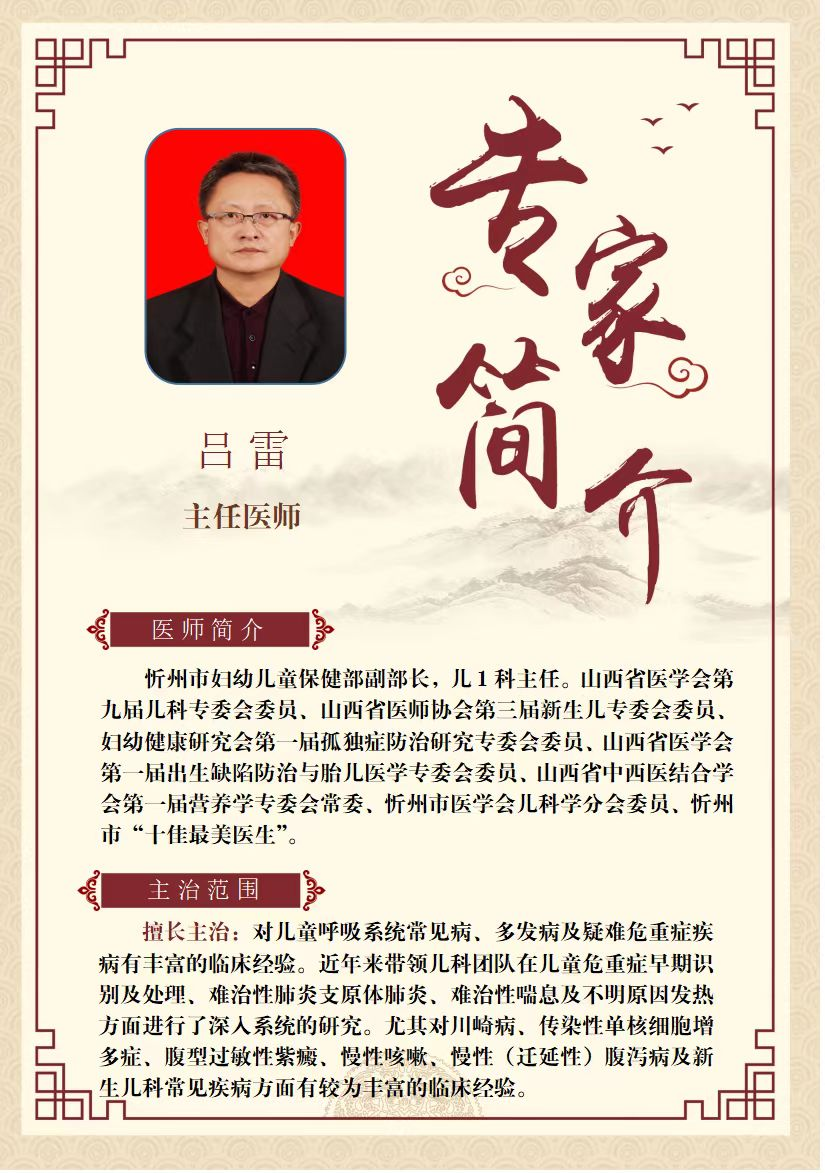 专家
简介
吕雷
主任医师
医师简介
忻州市妇幼儿童保健部副部长，儿1科主任。山西省医学会第
九届儿科专委会委员、山西省医师协会第三届新生儿专委会委员、
妇幼健康研究会第一届孤独症防治研究专委会委员、山西省医学会
第一届出生缺陷防治与胎儿医学专委会委员、山西省中西医结合学
会第一届营养学专委会常委、忻州市医学会儿科学分会委员、忻州
市“十佳最美医生”。
主治范围
擅长主治：对儿童呼吸系统常见病、多发病及疑难危重症疾
病有丰富的临床经验。近年来带领儿科团队在儿童危重症早期识
别及处理、难治性肺炎支原体肺炎、难治性喘息及不明原因发热
方面进行了深入系统的研究。尤其对川崎病、传染性单核细胞增
多症、腹型过敏性紫癜、慢性咳嗽、慢性（迁延性）腹泻病及新
生儿科常见疾病方面有较为丰富的临床经验。